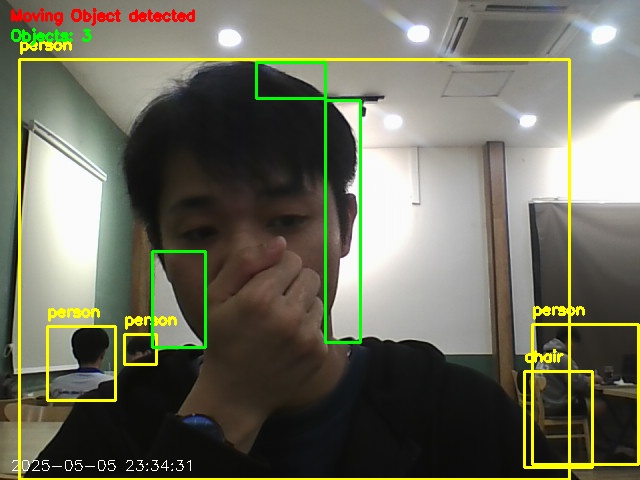 Moving Object detected
Objects: 3
person
person
person
person
chair
2025-05-05 23:34:31